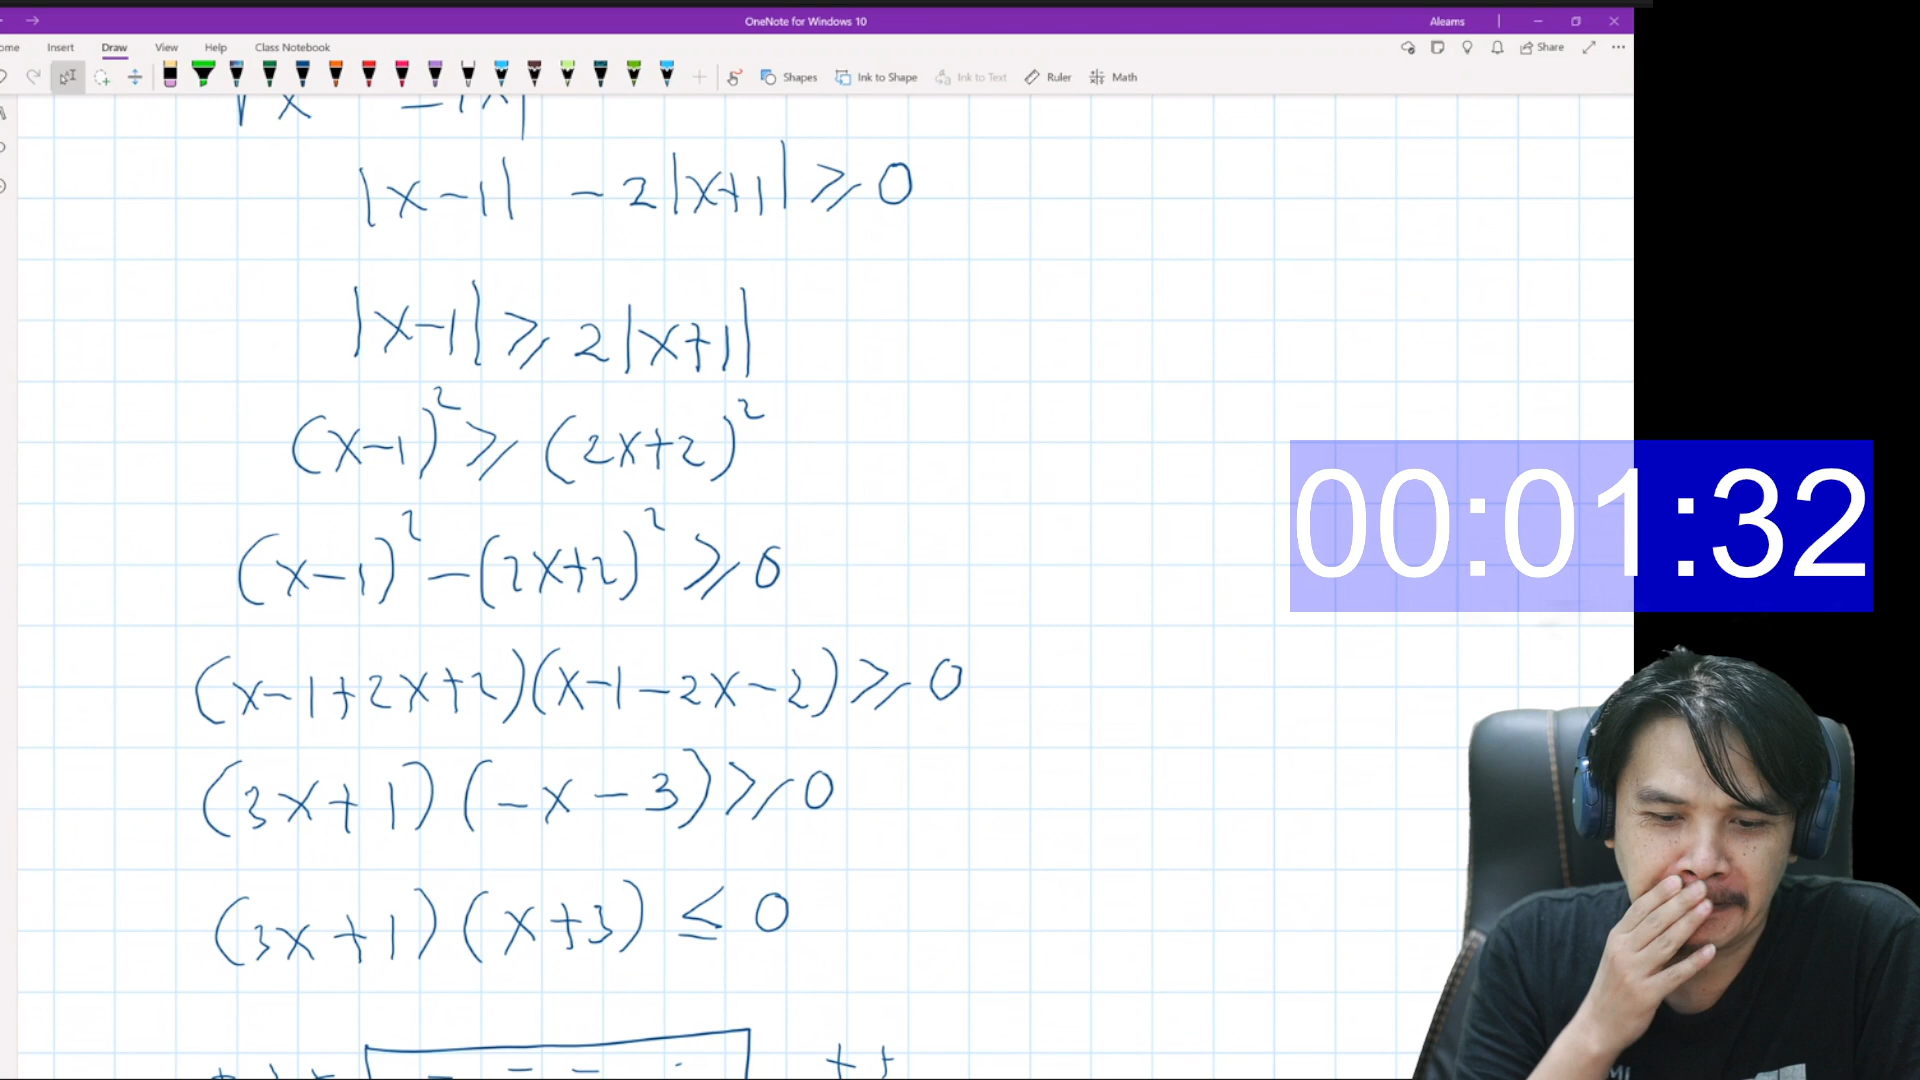 OneNote for Windows 10 Aleams
Insert Draw View Help Class Notebook Share
Shapes Ink to Shape Ink to Text Ruler Math
|x-1| - 2|x+1| ≥ 0
|x-1| ≥ 2|x+1|
(x-1)² ≥ (2x+2)²
(x-1)² - (2x+2)² ≥ 0
00:01:32
(x-1+2x+2)(x-1-2x-2) ≥ 0
(3x+1)(-x-3) ≥ 0
(3x+1)(x+3) ≤ 0